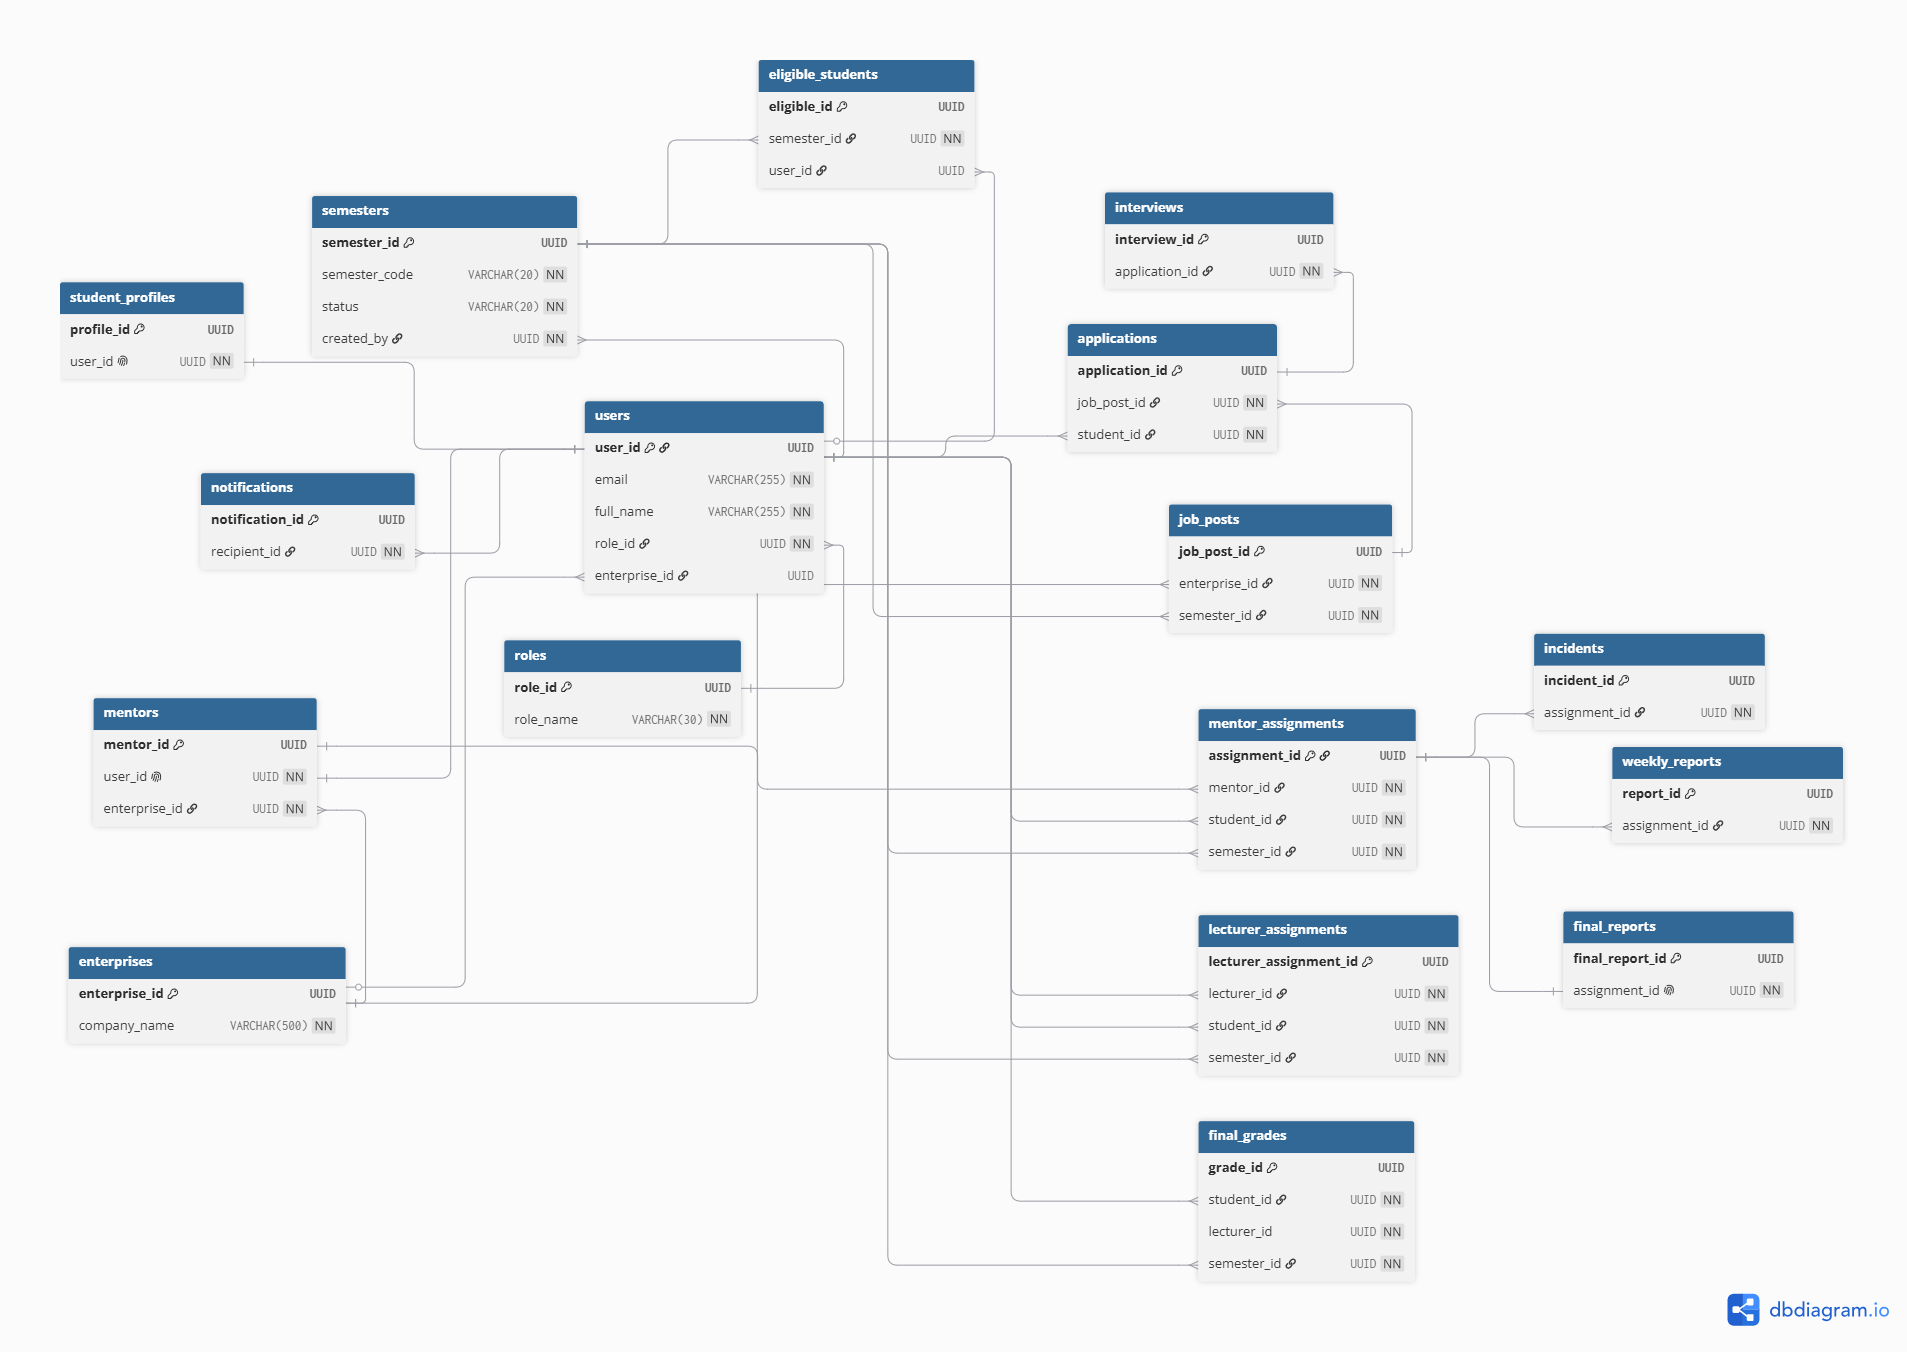 eligible_students
eligible_id UUID
semester_id UUID NN
user_id UUID
semesters
semester_id UUID
semester_code VARCHAR(20) NN
status VARCHAR(20) NN
created_by UUID NN
interviews
interview_id UUID
application_id UUID NN
student_profiles
profile_id UUID
user_id UUID NN
applications
application_id UUID
job_post_id UUID NN
student_id UUID NN
users
user_id UUID
email VARCHAR(255) NN
full_name VARCHAR(255) NN
role_id UUID NN
enterprise_id UUID
notifications
notification_id UUID
recipient_id UUID NN
job_posts
job_post_id UUID
enterprise_id UUID NN
semester_id UUID NN
roles
role_id UUID
role_name VARCHAR(30) NN
incidents
incident_id UUID
assignment_id UUID NN
mentors
mentor_id UUID
user_id UUID NN
enterprise_id UUID NN
mentor_assignments
assignment_id UUID
mentor_id UUID NN
student_id UUID NN
semester_id UUID NN
weekly_reports
report_id UUID
assignment_id UUID NN
final_reports
final_report_id UUID
assignment_id UUID NN
lecturer_assignments
lecturer_assignment_id UUID
lecturer_id UUID NN
student_id UUID NN
semester_id UUID NN
enterprises
enterprise_id UUID
company_name VARCHAR(500) NN
final_grades
grade_id UUID
student_id UUID NN
lecturer_id UUID NN
semester_id UUID NN
dbdiagram.io